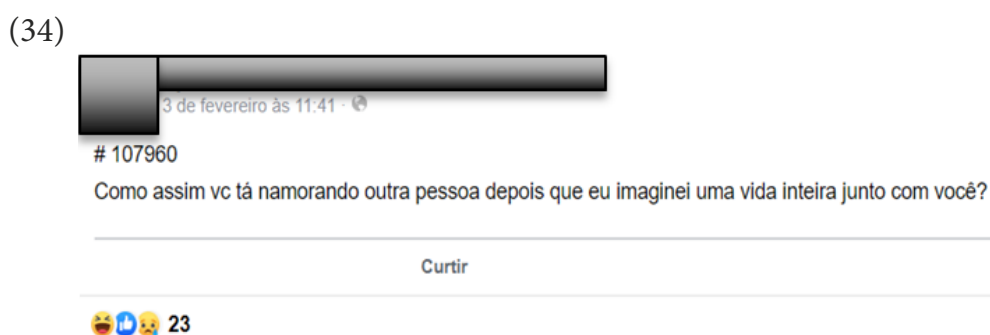 (34)
3 de fevereiro às 11:41 ·
# 107960
Como assim vc tá namorando outra pessoa depois que eu imaginei uma vida inteira junto com você?
Curtir
23